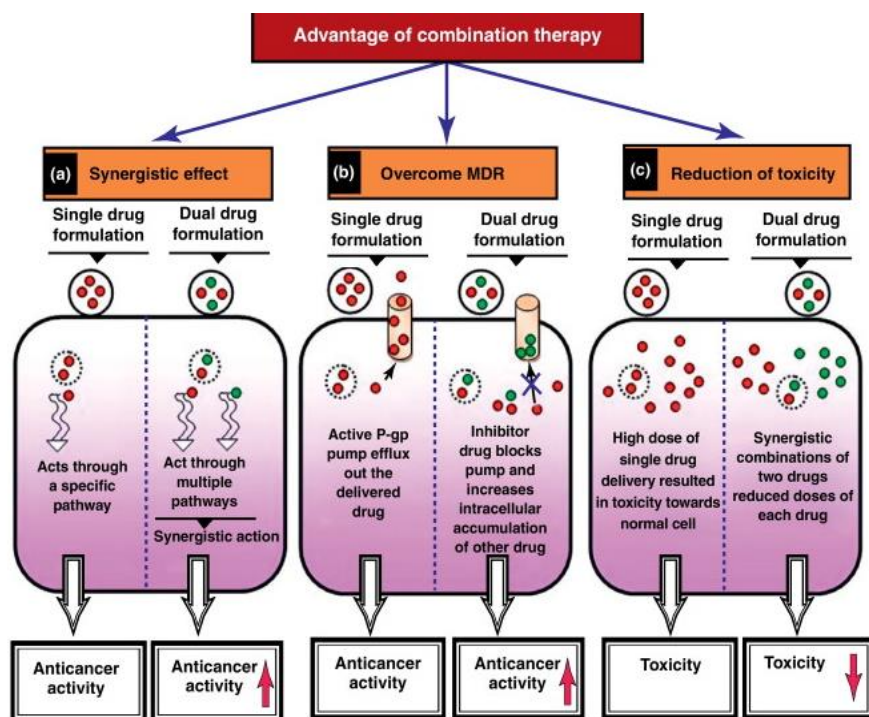 Advantage of combination therapy
(a)
Synergistic effect
Single drug
formulation
Dual drug
formulation
Acts through
a specific
pathway
Act through
multiple
pathways
Synergistic action
Anticancer
activity
Anticancer
activity
(b)
Overcome MDR
Single drug
formulation
Dual drug
formulation
Active P-gp
pump efflux
out the
delivered
drug
Inhibitor
drug blocks
pump and
increases
intracellular
accumulation
of other drug
Anticancer
activity
Anticancer
activity
(c)
Reduction of toxicity
Single drug
formulation
Dual drug
formulation
High dose of
single drug
delivery resulted
in toxicity towards
normal cell
Synergistic
combinations of
two drugs
reduced doses of
each drug
Toxicity
Toxicity